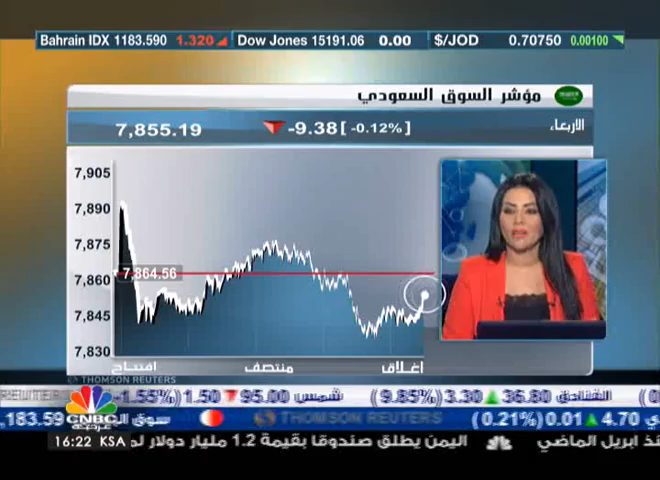 Bahrain IDX 1183.590 1.320 Dow Jones 15191.06 0.00 $/JOD 0.70750 0.00100
مؤشر السوق السعودي
7,855.19 -9.38 [ -0.12%] الاربعاء
7,905
7,890
7,875
7,860
7,864.56
7,845
7,830
افتتاح منتصف اغلاق
THOMSON REUTERS
-1.55%) 1.50 95.00 شمس (9.85%) 3.30 36.80 الفنادق
183.59 سوق THOMSON REUTERS (0.21%) 0.01 4.70
CNBC
عربية
16:22 KSA اليمن يطلق صندوقا بقيمة 1.2 مليار دولار منذ ابريل الماضي